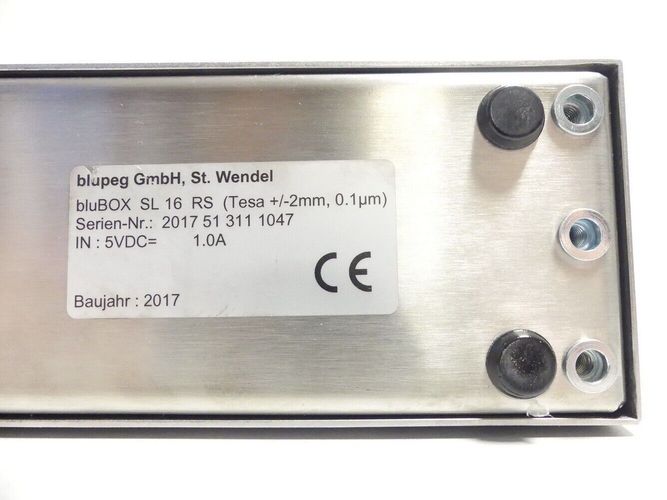 blupeg GmbH, St. Wendel
bluBOX SL 16 RS (Tesa +/-2mm, 0.1µm)
Serien-Nr.: 2017 51 311 1047
IN : 5VDC= 1.0A
CE
Baujahr : 2017